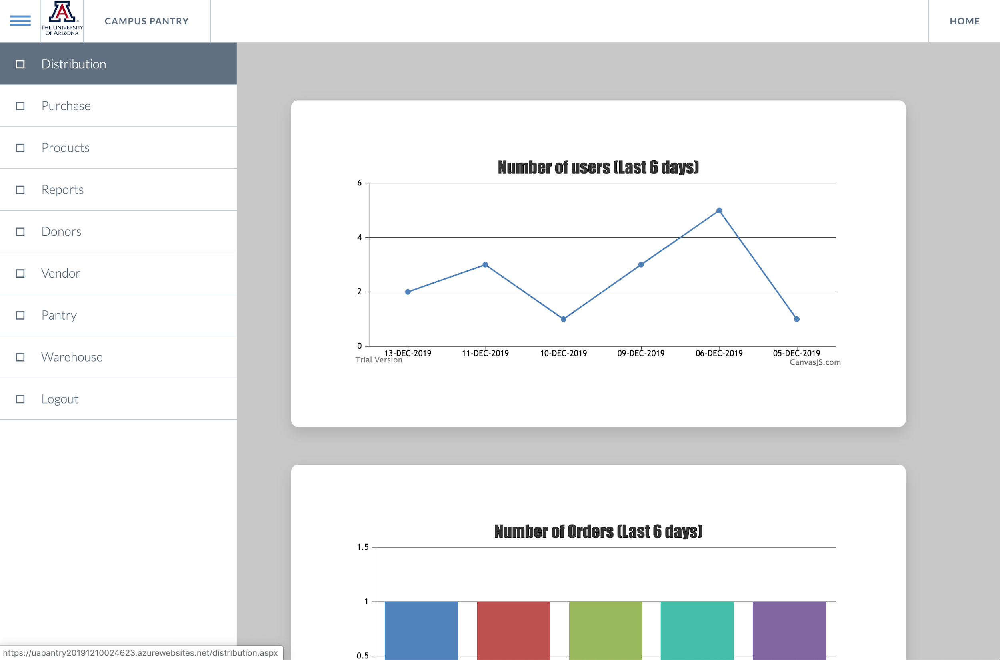 THE UNIVERSITY
OF ARIZONA
CAMPUS PANTRY
HOME
Distribution
Purchase
Products
Reports
Donors
Vendor
Pantry
Warehouse
Logout
Number of users (Last 6 days)
6
4
2
0
13-DEC-2019 11-DEC-2019 10-DEC-2019 09-DEC-2019 06-DEC-2019 05-DEC-2019
Trial Version
CanvasJS.com
Number of Orders (Last 6 days)
1.5
1
0.5
https://uapantry20191210024623.azurewebsites.net/distribution.aspx